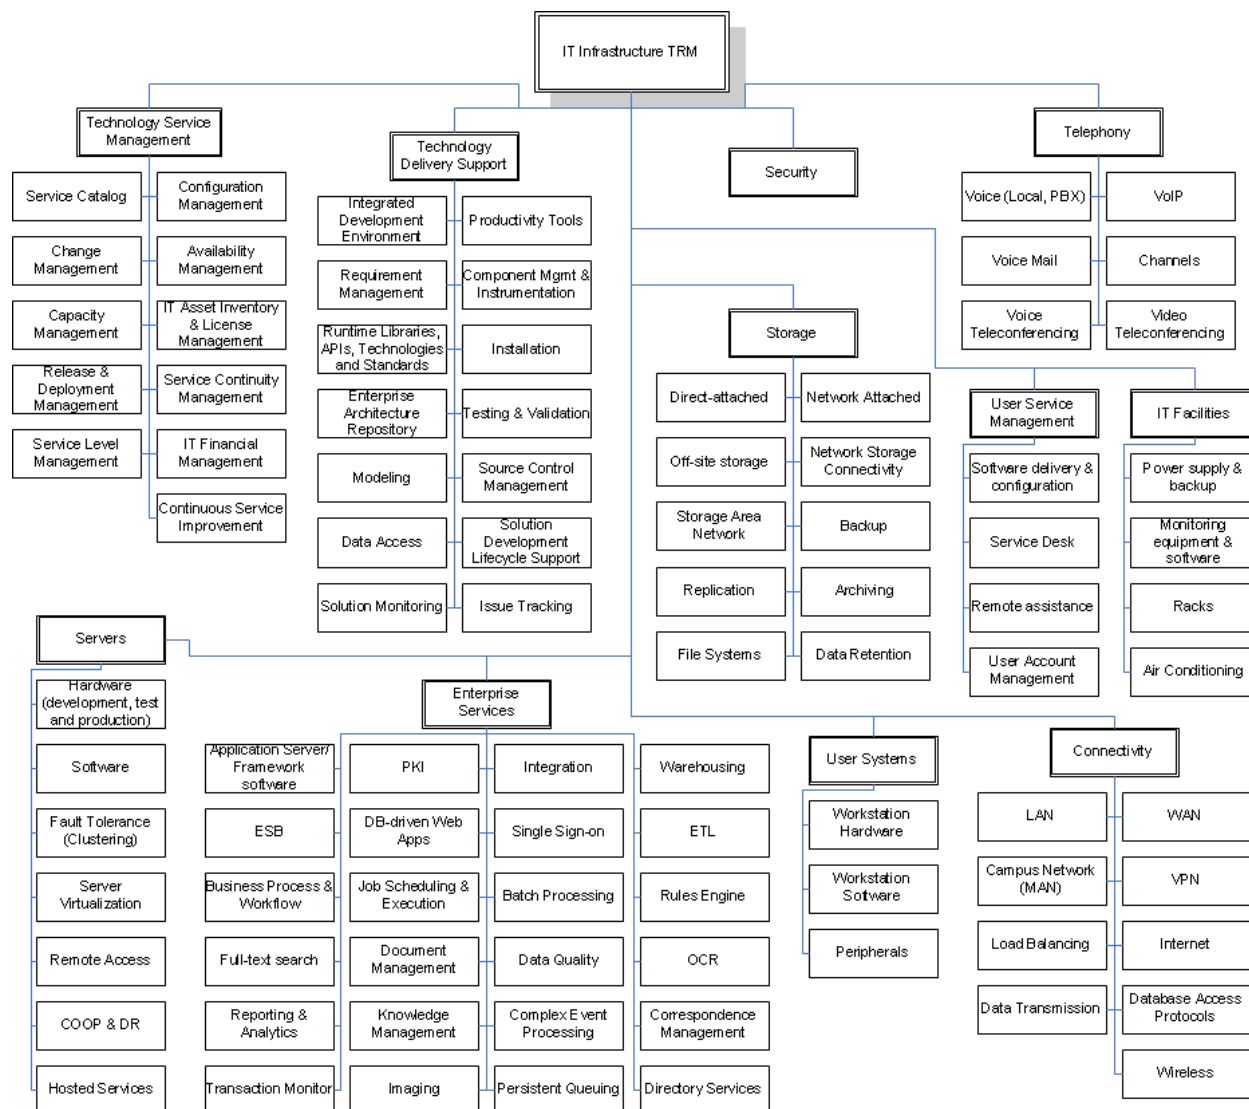 IT Infrastructure TRM
Technology Service
Management
Service Catalog
Configuration
Management
Change
Management
Availability
Management
Capacity
Management
IT Asset Inventory
& License
Management
Release &
Deployment
Management
Service Continuity
Management
Service Level
Management
IT Financial
Management
Continuous Service
Improvement
Technology
Delivery Support
Integrated
Development
Environment
Productivity Tools
Requirement
Management
Component Mgmt &
Instrumentation
Runtime Libraries,
APIs, Technologies
and Standards
Installation
Enterprise
Architecture
Repository
Testing & Validation
Modeling
Source Control
Management
Data Access
Solution
Development
Lifecycle Support
Solution Monitoring
Issue Tracking
Security
Telephony
Voice (Local, PBX)
VoIP
Voice Mail
Channels
Voice
Teleconferencing
Video
Teleconferencing
Storage
Direct-attached
Network Attached
Off-site storage
Network Storage
Connectivity
Storage Area
Network
Backup
Replication
Archiving
File Systems
Data Retention
User Service
Management
Software delivery &
configuration
Service Desk
Remote assistance
User Account
Management
IT Facilities
Power supply &
backup
Monitoring
equipment &
software
Racks
Air Conditioning
Servers
Hardware
(development, test
and production)
Software
Fault Tolerance
(Clustering)
Server
Virtualization
Remote Access
COOP & DR
Hosted Services
Enterprise
Services
Application Server/
Framework
software
PKI
Integration
Warehousing
ESB
DB-driven Web
Apps
Single Sign-on
ETL
Business Process &
Workflow
Job Scheduling &
Execution
Batch Processing
Rules Engine
Full-text search
Document
Management
Data Quality
OCR
Reporting &
Analytics
Knowledge
Management
Complex Event
Processing
Correspondence
Management
Transaction Monitor
Imaging
Persistent Queuing
Directory Services
User Systems
Workstation
Hardware
Workstation
Software
Peripherals
Connectivity
LAN
WAN
Campus Network
(MAN)
VPN
Load Balancing
Internet
Data Transmission
Database Access
Protocols
Wireless